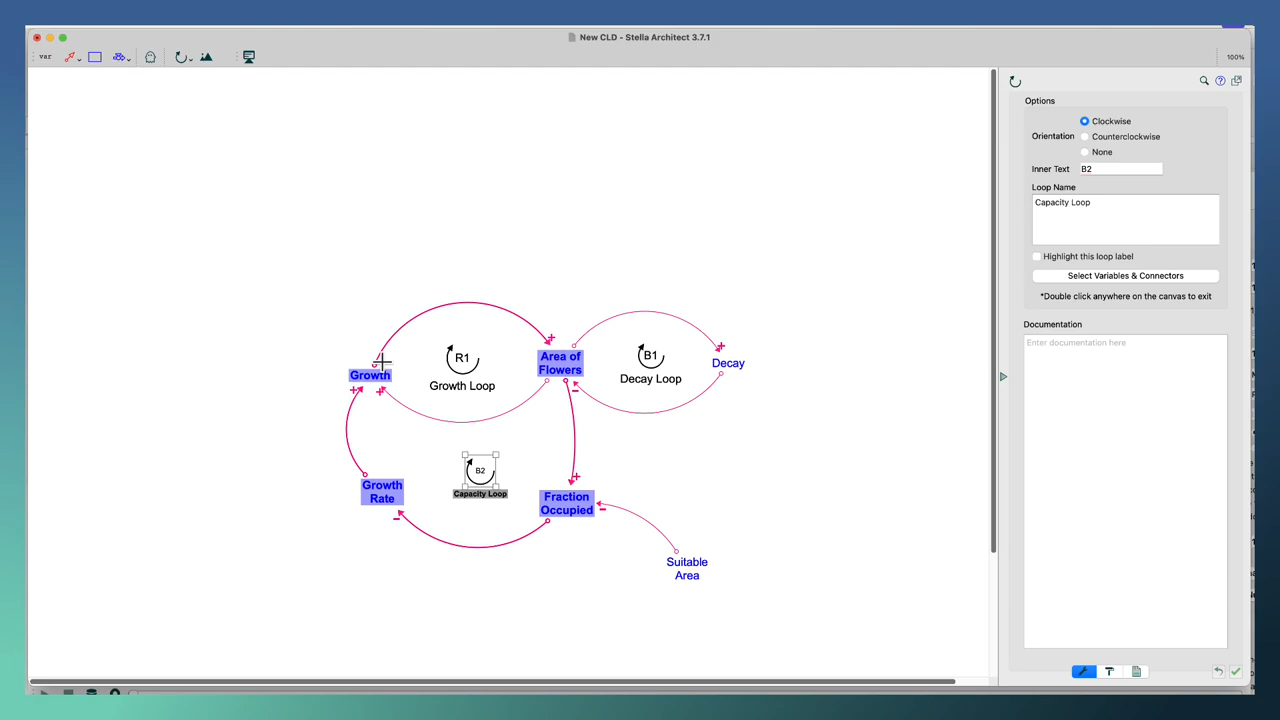 New CLD - Stella Architect 3.7.1
var
100%
Options
Clockwise
Orientation
Counterclockwise
None
Inner Text
B2
Loop Name
Capacity Loop
Highlight this loop label
Select Variables & Connectors
*Double click anywhere on the canvas to exit
Documentation
Enter documentation here
+
R1
Growth Loop
Area of
Flowers
B1
Decay Loop
+
Decay
Growth
+
+
-
B2
Capacity Loop
+
Growth
Rate
Fraction
Occupied
-
-
Suitable
Area